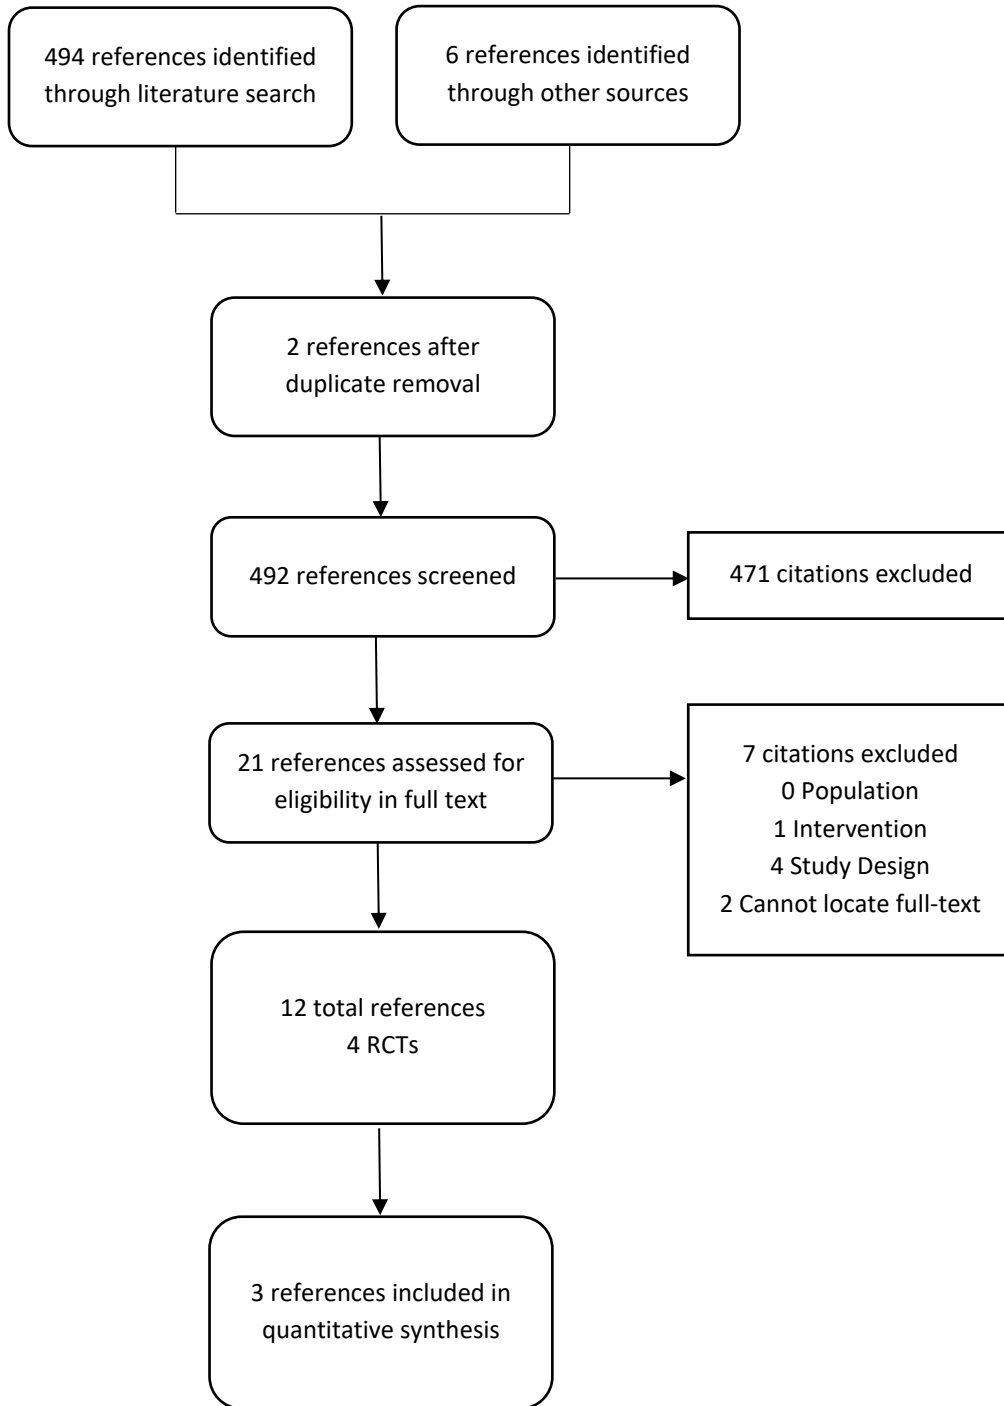 494 references identified
through literature search
6 references identified
through other sources
2 references after
duplicate removal
492 references screened
471 citations excluded
21 references assessed for
eligibility in full text
7 citations excluded
0 Population
1 Intervention
4 Study Design
2 Cannot locate full-text
12 total references
4 RCTs
3 references included in
quantitative synthesis